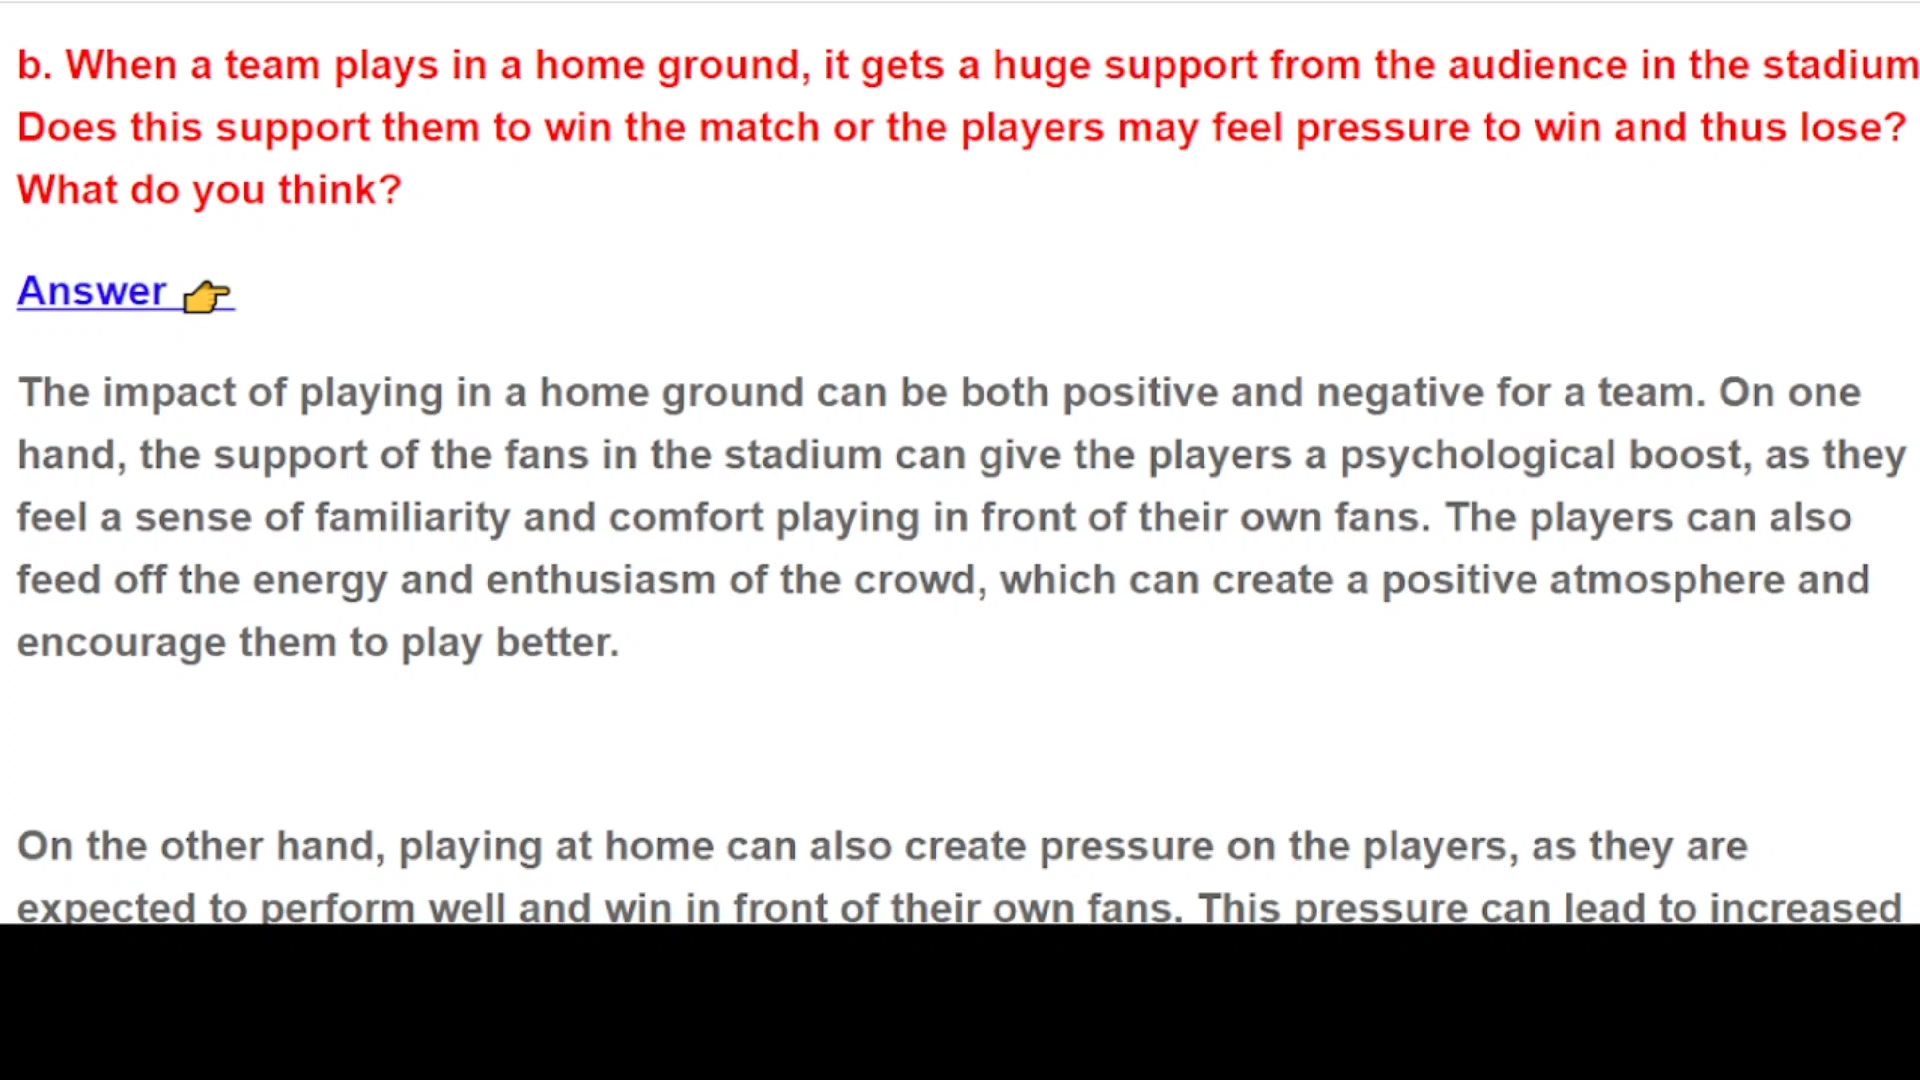 b. When a team plays in a home ground, it gets a huge support from the audience in the stadium
Does this support them to win the match or the players may feel pressure to win and thus lose?
What do you think?
Answer 👉
The impact of playing in a home ground can be both positive and negative for a team. On one
hand, the support of the fans in the stadium can give the players a psychological boost, as they
feel a sense of familiarity and comfort playing in front of their own fans. The players can also
feed off the energy and enthusiasm of the crowd, which can create a positive atmosphere and
encourage them to play better.
On the other hand, playing at home can also create pressure on the players, as they are
expected to perform well and win in front of their own fans. This pressure can lead to increased